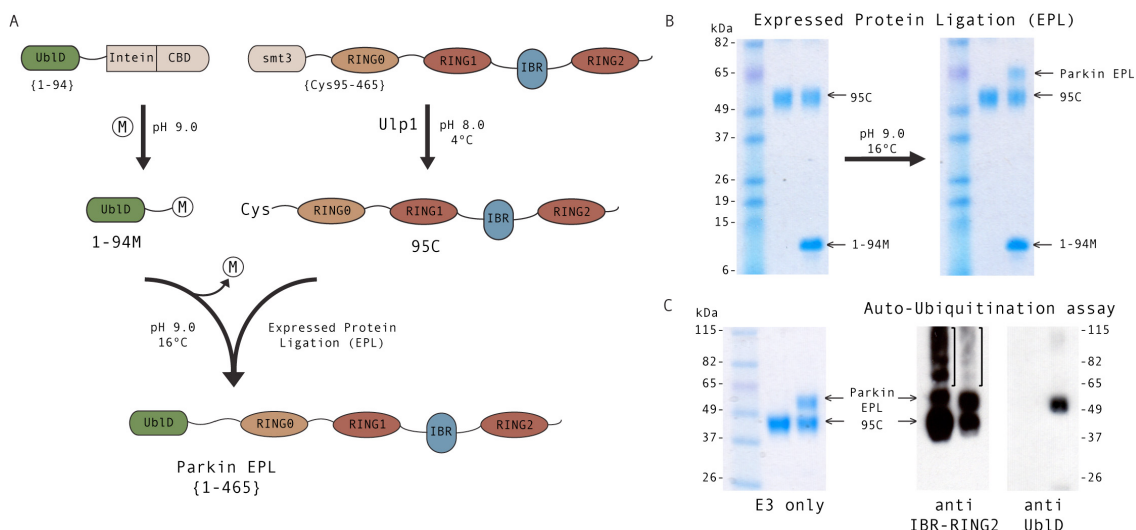 A
UblD
Intein
CBD
{1-94}
smt3
RING0
RING1
IBR
RING2
{Cys95-465}
M
pH 9.0
Ulp1
pH 8.0
4°C
UblD
M
1-94M
Cys
RING0
RING1
IBR
RING2
95C
M
pH 9.0
16°C
Expressed Protein
Ligation (EPL)
UblD
RING0
RING1
IBR
RING2
Parkin EPL
{1-465}
B
Expressed Protein Ligation (EPL)
kDa
82-
65-
49-
37-
26-
19-
15-
6-
95C
1-94M
pH 9.0
16°C
Parkin EPL
95C
1-94M
C
Auto-Ubiquitination assay
kDa
115-
82-
65-
49-
37-
26-
Parkin
EPL
95C
-115
-82
-65
-49
-37
-26
E3 only
anti
IBR-RING2
anti
UblD